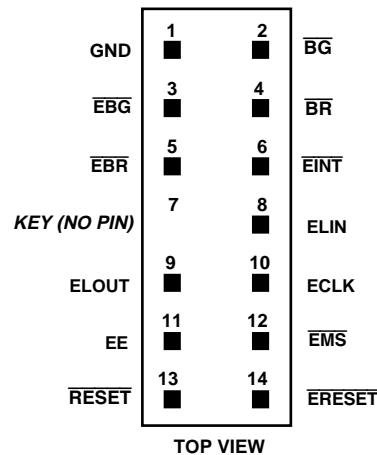 1 2
GND BG
3 4
EBG BR
5 6
EBR EINT
7 8
KEY (NO PIN) ELIN
9 10
ELOUT ECLK
11 12
EE EMS
13 14
RESET ERESET
TOP VIEW